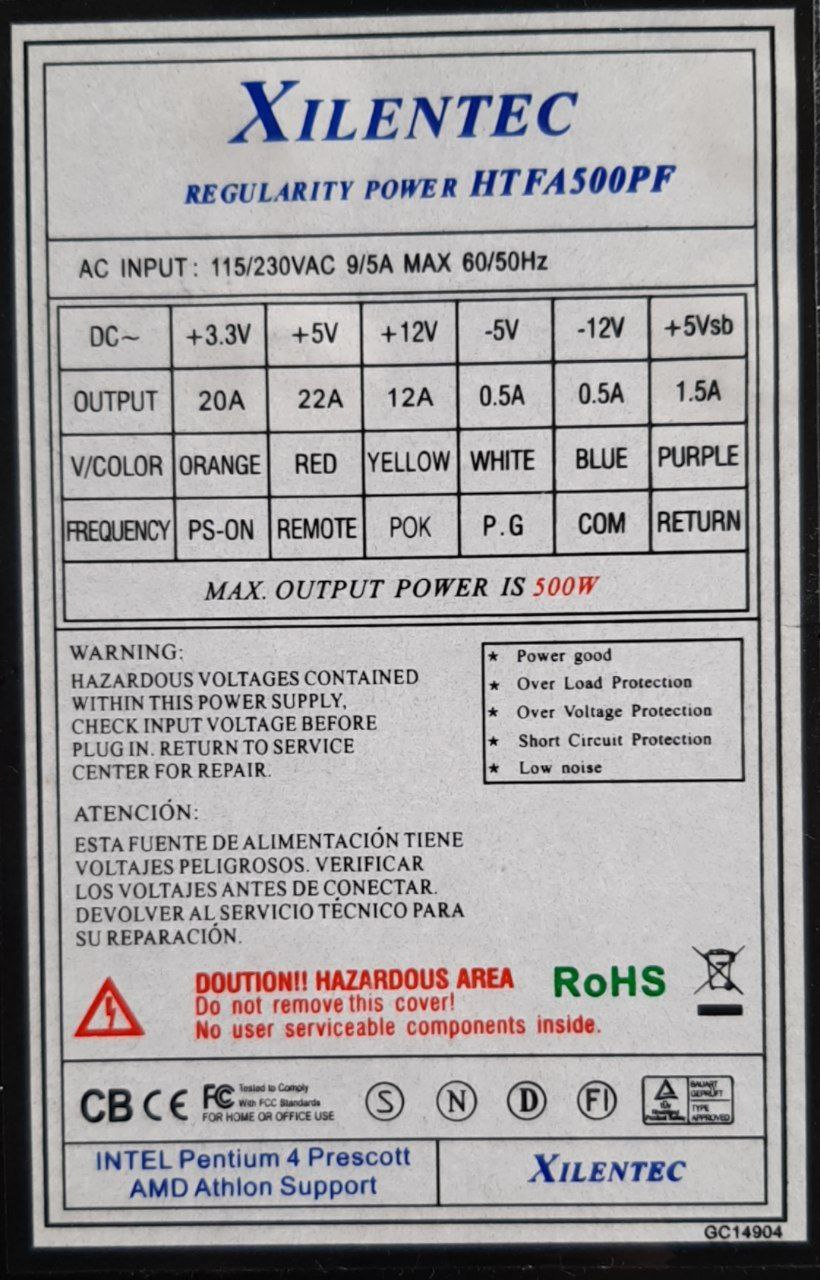 XILENTEC
REGULARITY POWER HTFA500PF
AC INPUT: 115/230VAC 9/5A MAX 60/50Hz
DC~ +3.3V +5V +12V -5V -12V +5Vsb
OUTPUT 20A 22A 12A 0.5A 0.5A 1.5A
V/COLOR ORANGE RED YELLOW WHITE BLUE PURPLE
FREQUENCY PS-ON REMOTE POK P.G COM RETURN
MAX. OUTPUT POWER IS 500W
WARNING:
HAZARDOUS VOLTAGES CONTAINED
WITHIN THIS POWER SUPPLY,
CHECK INPUT VOLTAGE BEFORE
PLUG IN. RETURN TO SERVICE
CENTER FOR REPAIR.
★ Power good
★ Over Load Protection
★ Over Voltage Protection
★ Short Circuit Protection
★ Low noise
ATENCIÓN:
ESTA FUENTE DE ALIMENTACIÓN TIENE
VOLTAJES PELIGROSOS. VERIFICAR
LOS VOLTAJES ANTES DE CONECTAR.
DEVOLVER AL SERVICIO TÉCNICO PARA
SU REPARACIÓN.
DOUTION!! HAZARDOUS AREA
Do not remove this cover!
No user serviceable components inside.
RoHS
CB CE FC Tested to Comply
With FCC Standards
FOR HOME OR OFFICE USE
S N D FI
BAUART
GEPRÜFT
TYPE
APPROVED
INTEL Pentium 4 Prescott
AMD Athlon Support
XILENTEC
GC14904